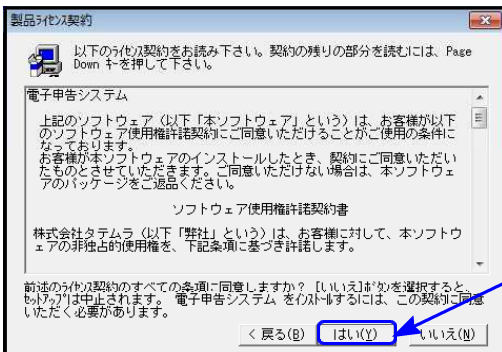 製品ﾗｲｾﾝｽ契約
以下のﾗｲｾﾝｽ契約をお読み下さい。契約の残りの部分を読むには、Page
Down ｷｰを押して下さい。
電子申告システム
上記のソフトウェア（以下「本ソフトウェア」という）は、お客様が以下
のソフトウェア使用権許諾契約にご同意いただけることがご使用の条件に
なっております。
お客様が本ソフトウェアのインストールしたとき、契約にご同意いただい
たものとさせていただきます。ご同意いただけない場合は、本ソフトウェ
アのパッケージをご返品ください。
ソフトウェア使用権許諾契約書
株式会社タテムラ（以下「弊社」という）は、お客様に対して、本ソフトウ
ェアの非独占的使用権を、下記条項に基づき許諾します。
前述のﾗｲｾﾝｽ契約のすべての条項に同意しますか？ [いいえ]ﾎﾞﾀﾝを選択すると、
ｾｯﾄｱｯﾌﾟは中止されます。 電子申告システム をｲﾝｽﾄｰﾙするには、この契約に同意
いただく必要があります。
< 戻る(B)
はい(Y)
いいえ(N)